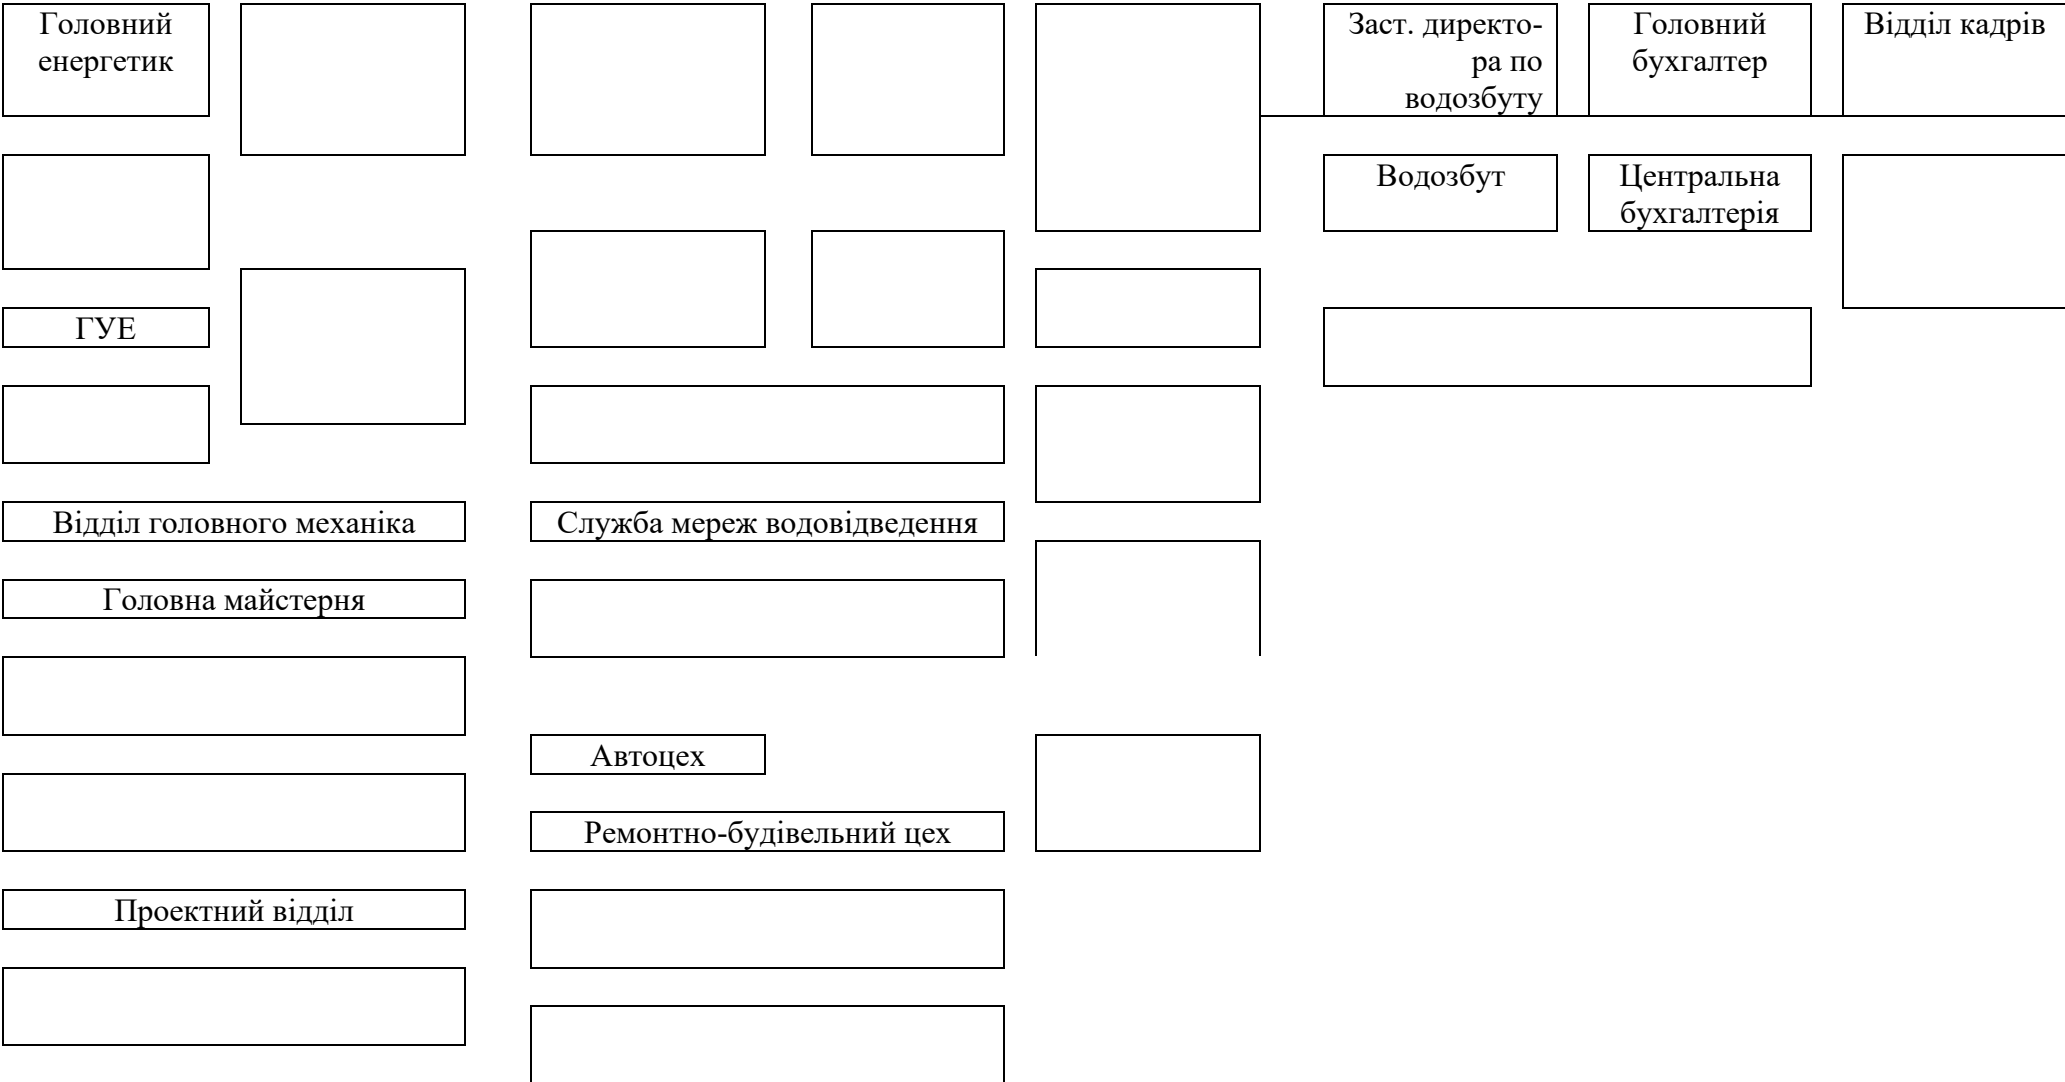 Головний
енергетик
Заст. директо-
ра по
водозбуту
Головний
бухгалтер
Відділ кадрів
Водозбут
Центральна
бухгалтерія
ГУЕ
Відділ головного механіка
Служба мереж водовідведення
Головна майстерня
Автоцех
Ремонтно-будівельний цех
Проектний відділ